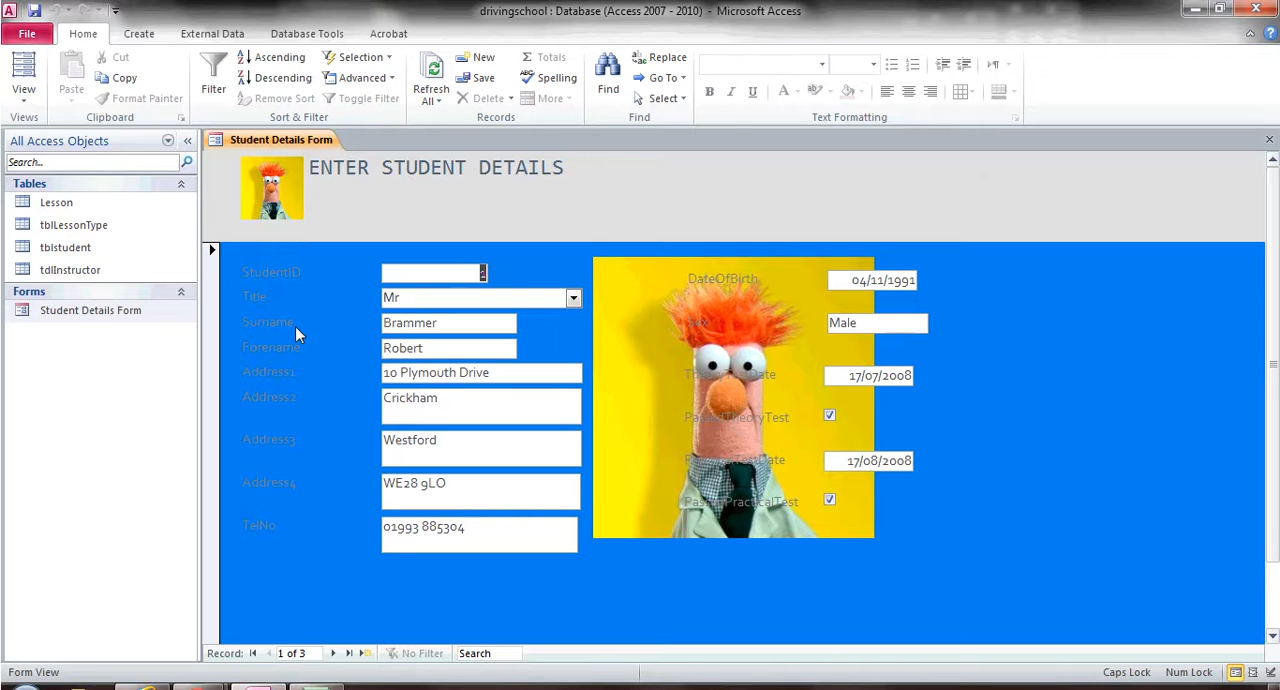 drivingschool : Database (Access 2007 - 2010) - Microsoft Access
File Home Create External Data Database Tools Acrobat
View
Views
Paste
Cut
Copy
Format Painter
Clipboard
Filter
Ascending
Descending
Remove Sort
Selection
Advanced
Toggle Filter
Sort & Filter
Refresh
All
New
Save
Delete
Totals
Spelling
More
Records
Find
Replace
Go To
Select
Find
B I U A
Text Formatting
All Access Objects
Search...
Tables
Lesson
tblLessonType
tblstudent
tdlInstructor
Forms
Student Details Form
Student Details Form
ENTER STUDENT DETAILS
StudentID 1
Title Mr
Surname Brammer
Forename Robert
Address1 10 Plymouth Drive
Address2 Crickham
Address3 Westford
Address4 WE28 9LO
TelNo 01993 885304
DateOfBirth 04/11/1991
Male
17/07/2008
17/08/2008
Record: 1 of 3 No Filter Search
Form View Caps Lock Num Lock